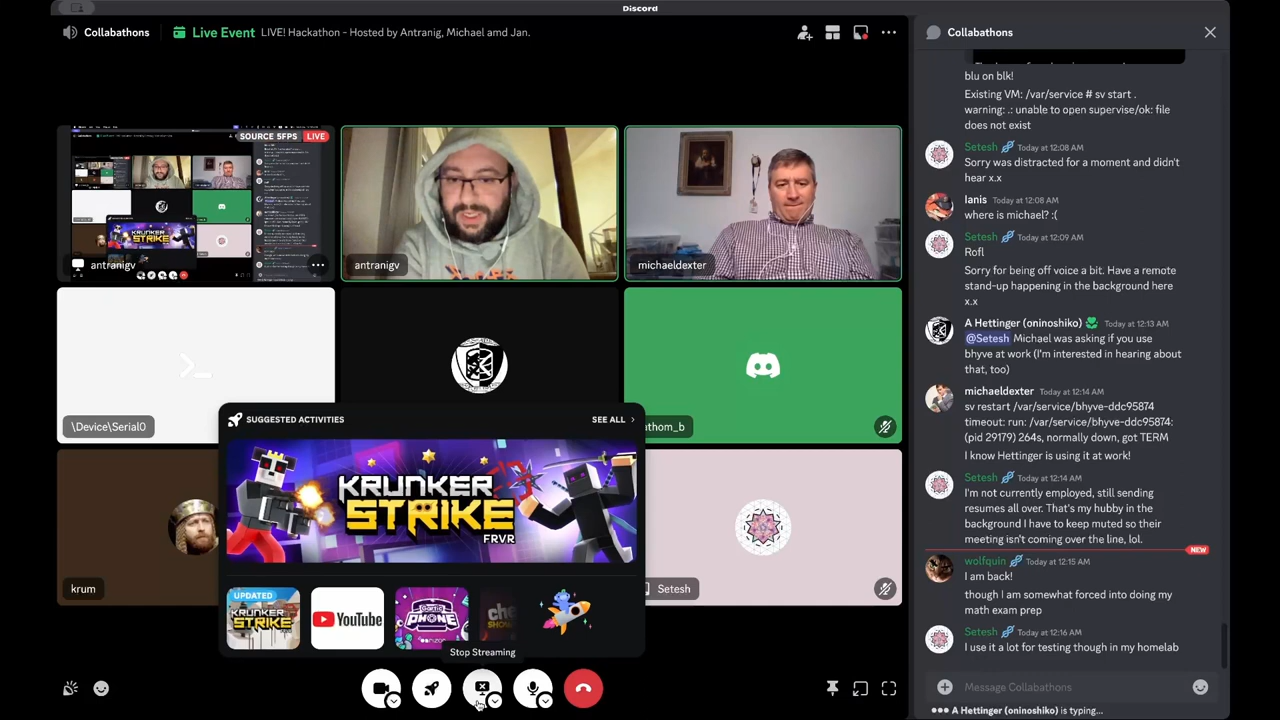 Discord
Collabathons
Live Event LIVE! Hackathon - Hosted by Antranig, Michael amd Jan.
SOURCE 5FPS LIVE
antranigv
antranigv
michaeldexter
\Device\Serial0
athom_b
krum
Setesh
SUGGESTED ACTIVITIES
SEE ALL
KRUNKER
STRIKE
FRVR
UPDATED
KRUNKER
STRIKE
YouTube
GARTIC
PHONE
Stop Streaming
Collabathons
blu on blk!
Existing VM: /var/service # sv start .
warning: .: unable to open supervise/ok: file
does not exist
Setesh Today at 12:08 AM
Sorry was distracted for a moment and didn't
hear x.x
lanis Today at 12:08 AM
where is michael? :(
Setesh Today at 12:09 AM
Rofl
Sorry for being off voice a bit. Have a remote
stand-up happening in the background here
x.x
A Hettinger (oninoshiko) Today at 12:13 AM
@Setesh Michael was asking if you use
bhyve at work (I'm interested in hearing about
that, too)
michaeldexter Today at 12:14 AM
sv restart /var/service/bhyve-ddc95874
timeout: run: /var/service/bhyve-ddc95874:
(pid 29179) 264s, normally down, got TERM
I know Hettinger is using it at work!
Setesh Today at 12:14 AM
I'm not currently employed, still sending
resumes all over. That's my hubby in the
background I have to keep muted so their
meeting isn't coming over the line, lol.
NEW
wolfquin Today at 12:15 AM
I am back!
though I am somewhat forced into doing my
math exam prep
Setesh Today at 12:16 AM
I use it a lot for testing though in my homelab
Message Collabathons
A Hettinger (oninoshiko) is typing...